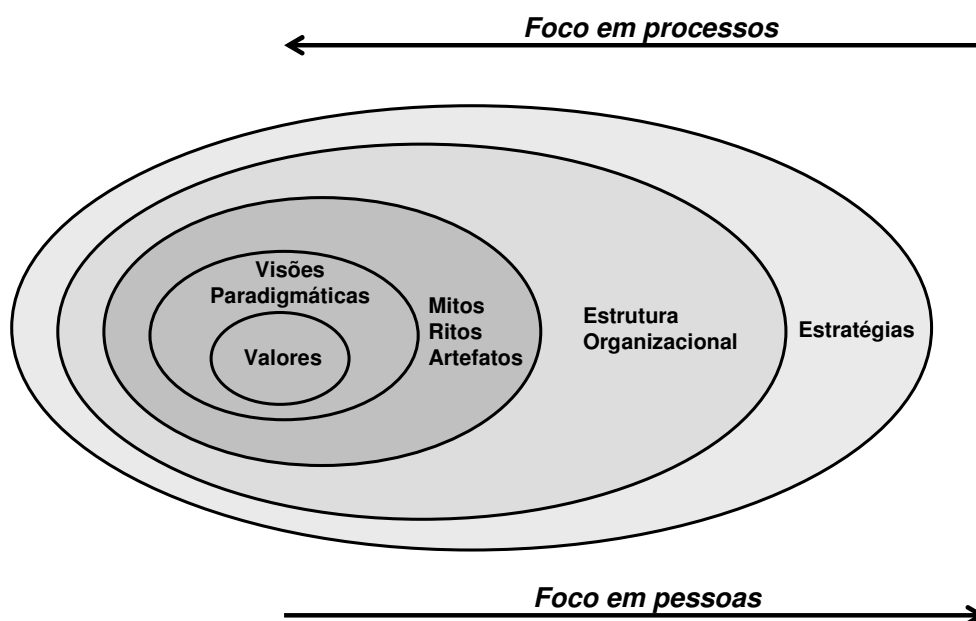 Foco em processos
Visões
Paradigmáticas
Valores
Mitos
Ritos
Artefatos
Estrutura
Organizacional
Estratégias
Foco em pessoas